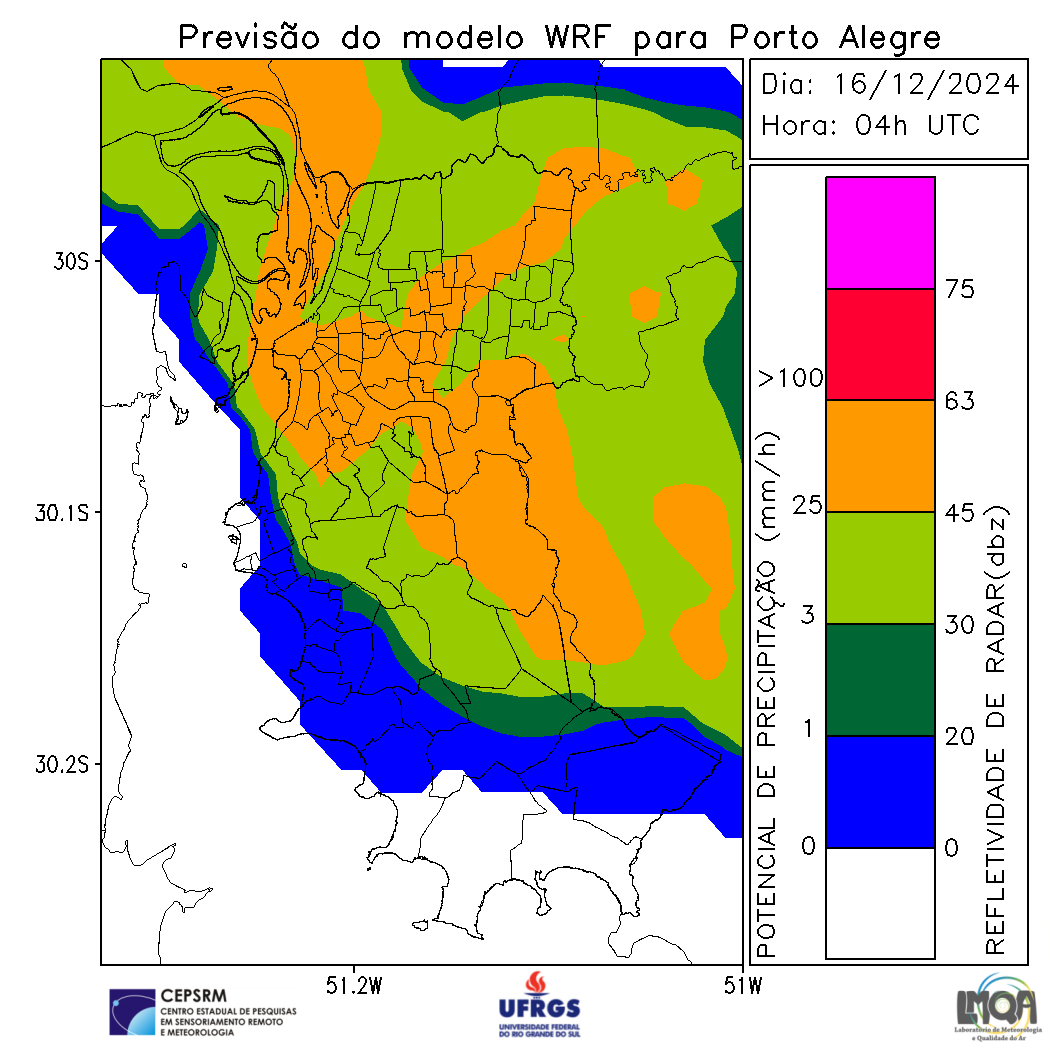 Previsão do modelo WRF para Porto Alegre
Dia: 16/12/2024
Hora: 04h UTC
30S
30.1S
30.2S
51.2W
51W
POTENCIAL DE PRECIPITAÇÃO (mm/h)
>100
25
3
1
0
75
63
45
30
20
0
REFLETIVIDADE DE RADAR(dbz)
CEPSRM
CENTRO ESTADUAL DE PESQUISAS
EM SENSORIAMENTO REMOTO
E METEOROLOGIA
UFRGS
UNIVERSIDADE FEDERAL
DO RIO GRANDE DO SUL
LMQA
Laboratório de Meteorologia
e Qualidade do Ar